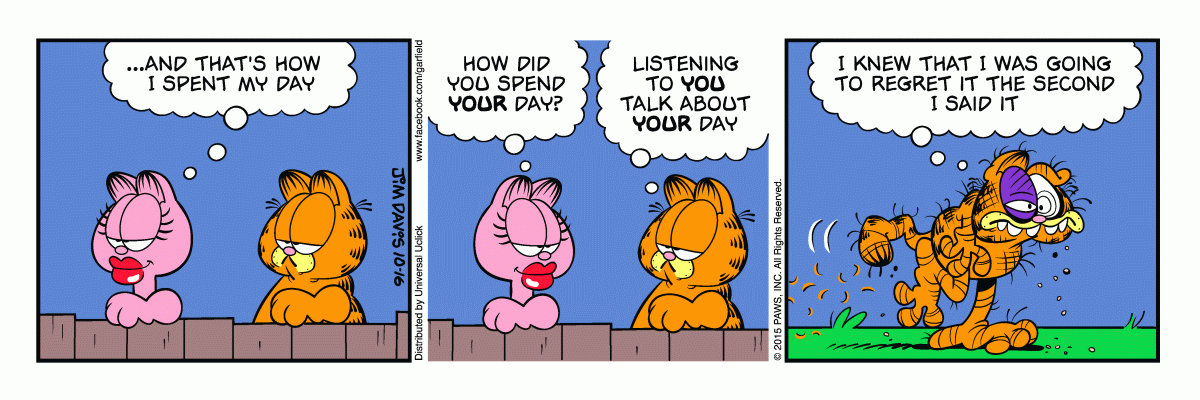 ...AND THAT'S HOW
I SPENT MY DAY
JIM DAVIS 10-16
www.facebook.com/garfield
Distributed by Universal Uclick
HOW DID
YOU SPEND
YOUR DAY?
LISTENING
TO YOU
TALK ABOUT
YOUR DAY
© 2015 PAWS, INC. All Rights Reserved.
I KNEW THAT I WAS GOING
TO REGRET IT THE SECOND
I SAID IT